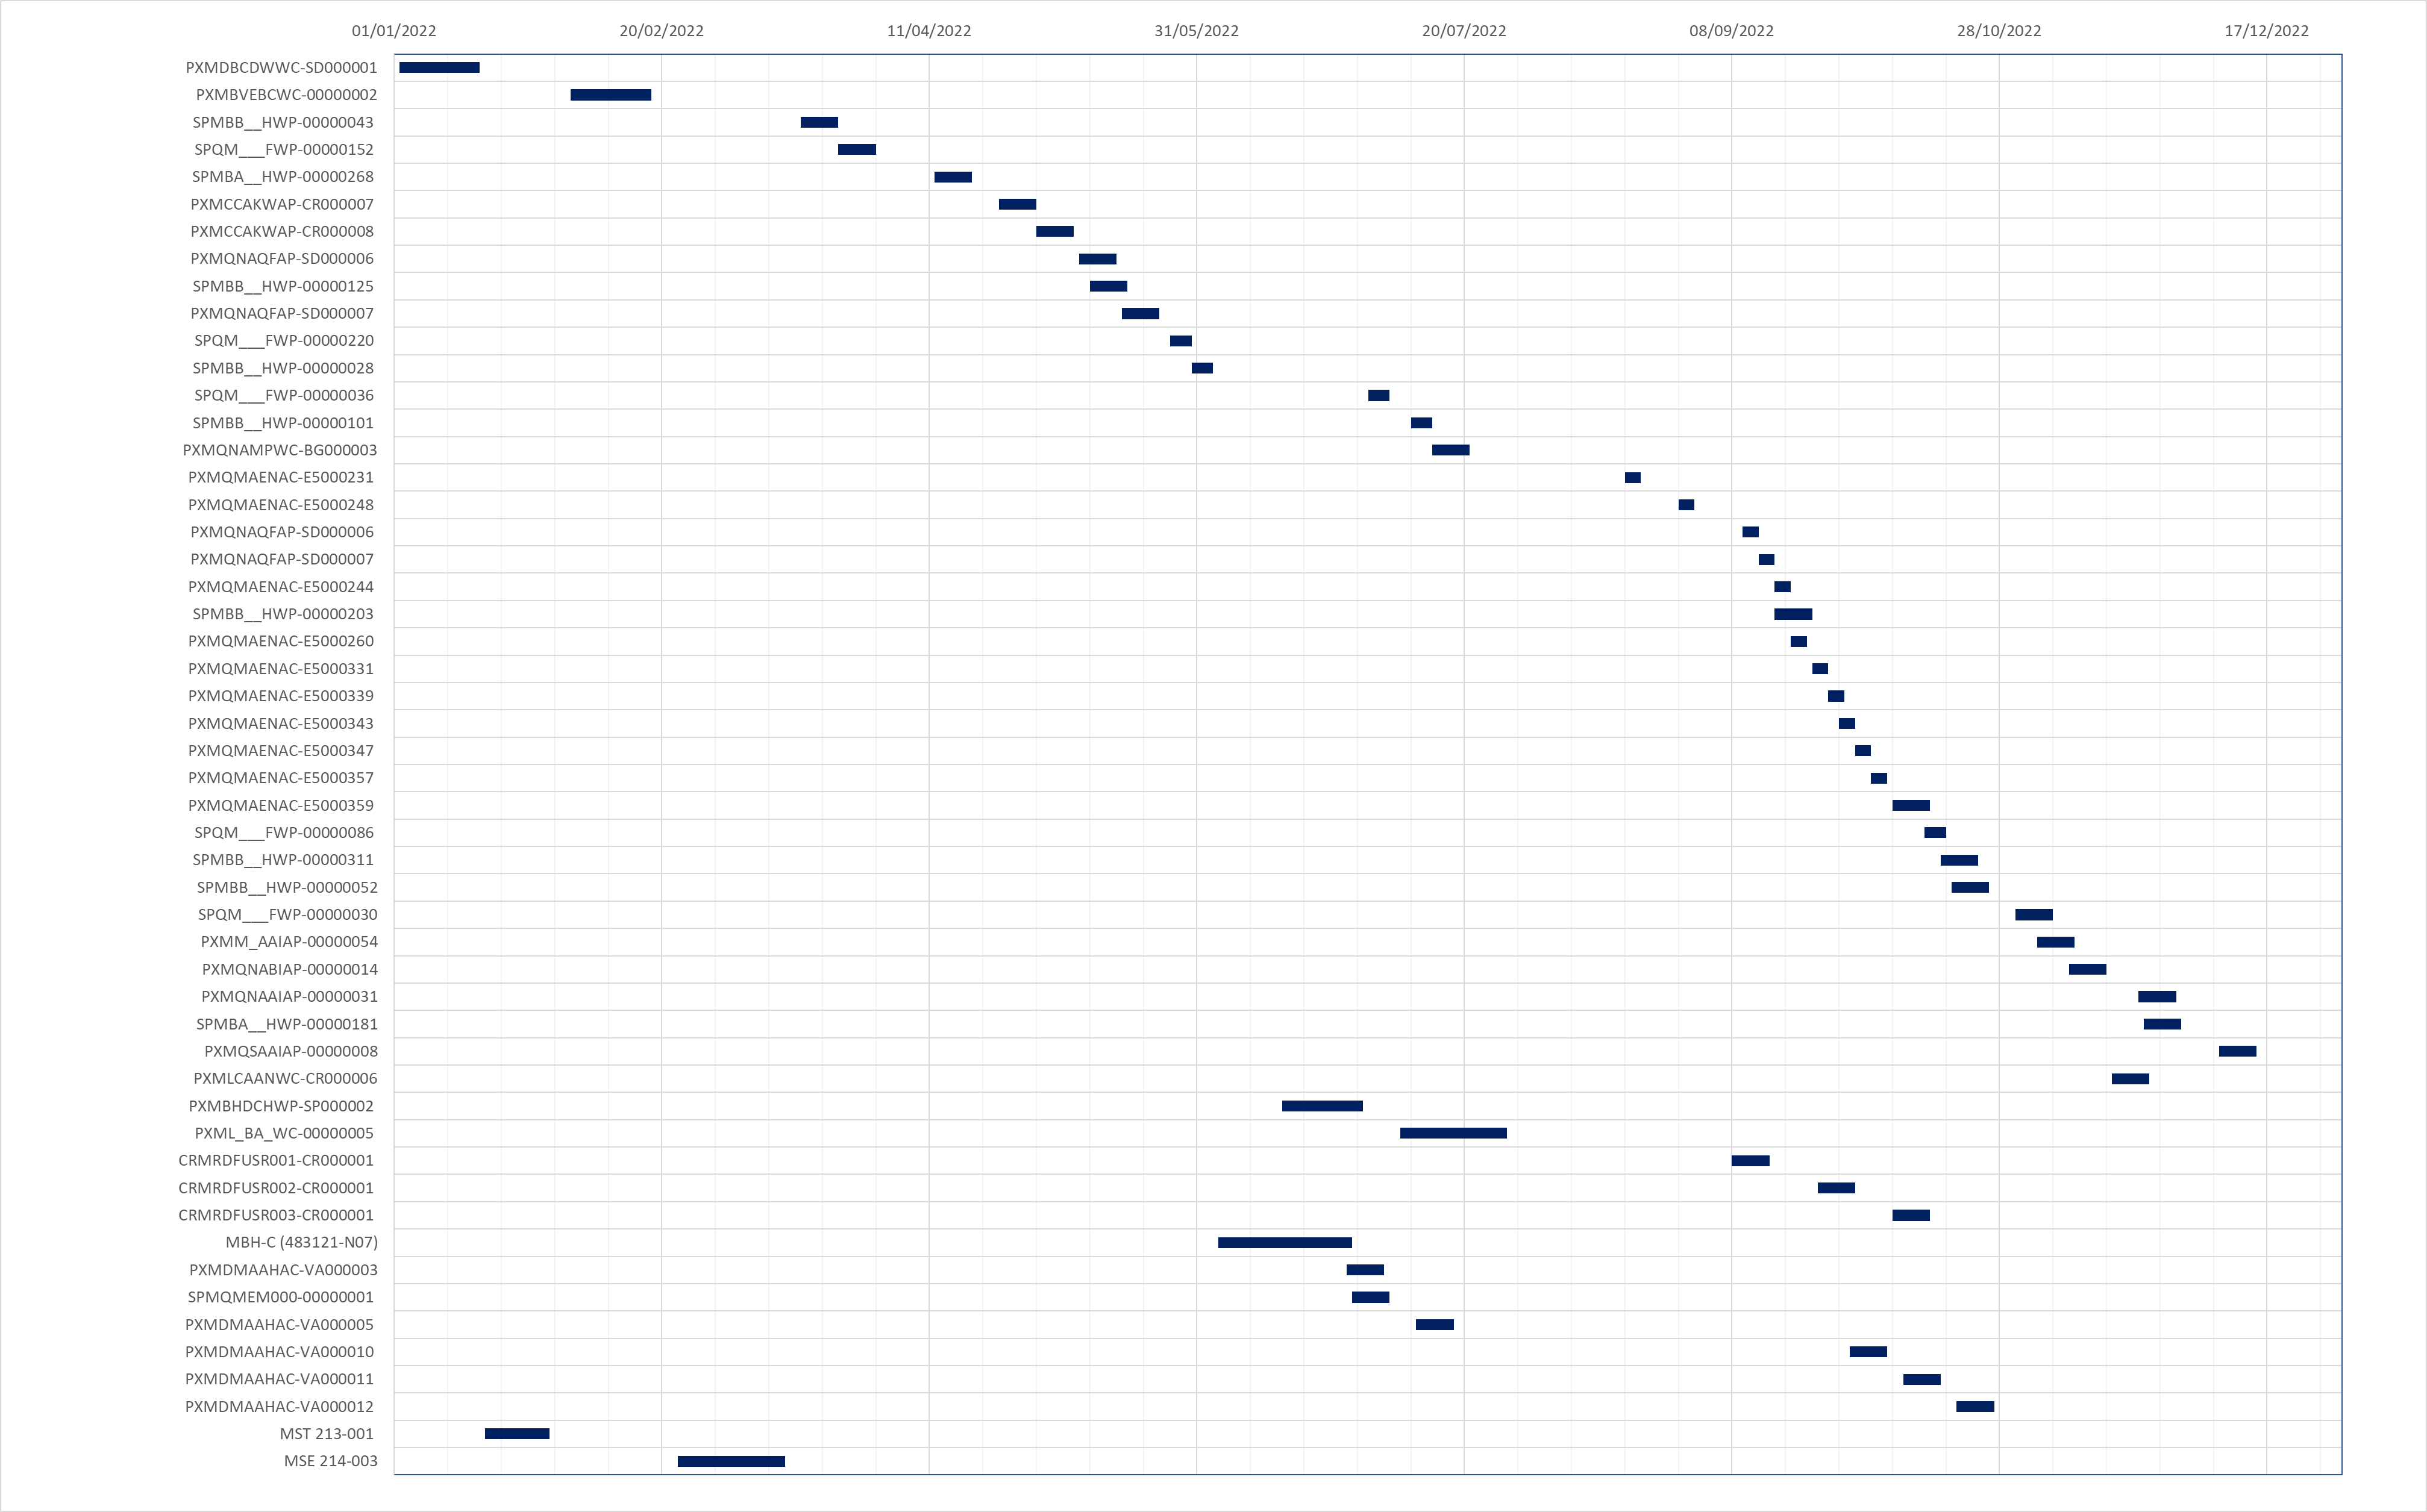 01/01/2022 20/02/2022 11/04/2022 31/05/2022 20/07/2022 08/09/2022 28/10/2022 17/12/2022
PXMDBCDWWC-SD000001
PXMBVEBCWC-00000002
SPMBB__HWP-00000043
SPQM___FWP-00000152
SPMBA__HWP-00000268
PXMCCAKWAP-CR000007
PXMCCAKWAP-CR000008
PXMQNAQFAP-SD000006
SPMBB__HWP-00000125
PXMQNAQFAP-SD000007
SPQM___FWP-00000220
SPMBB__HWP-00000028
SPQM___FWP-00000036
SPMBB__HWP-00000101
PXMQNAMPWC-BG000003
PXMQMAENAC-E5000231
PXMQMAENAC-E5000248
PXMQNAQFAP-SD000006
PXMQNAQFAP-SD000007
PXMQMAENAC-E5000244
SPMBB__HWP-00000203
PXMQMAENAC-E5000260
PXMQMAENAC-E5000331
PXMQMAENAC-E5000339
PXMQMAENAC-E5000343
PXMQMAENAC-E5000347
PXMQMAENAC-E5000357
PXMQMAENAC-E5000359
SPQM___FWP-00000086
SPMBB__HWP-00000311
SPMBB__HWP-00000052
SPQM___FWP-00000030
PXMM_AAIAP-00000054
PXMQNABIAP-00000014
PXMQNAAIAP-00000031
SPMBA__HWP-00000181
PXMQSAAIAP-00000008
PXMLCAANWC-CR000006
PXMBHDCHWP-SP000002
PXML_BA_WC-00000005
CRMRDFUSR001-CR000001
CRMRDFUSR002-CR000001
CRMRDFUSR003-CR000001
MBH-C (483121-N07)
PXMDMAAHAC-VA000003
SPMQMEM000-00000001
PXMDMAAHAC-VA000005
PXMDMAAHAC-VA000010
PXMDMAAHAC-VA000011
PXMDMAAHAC-VA000012
MST 213-001
MSE 214-003